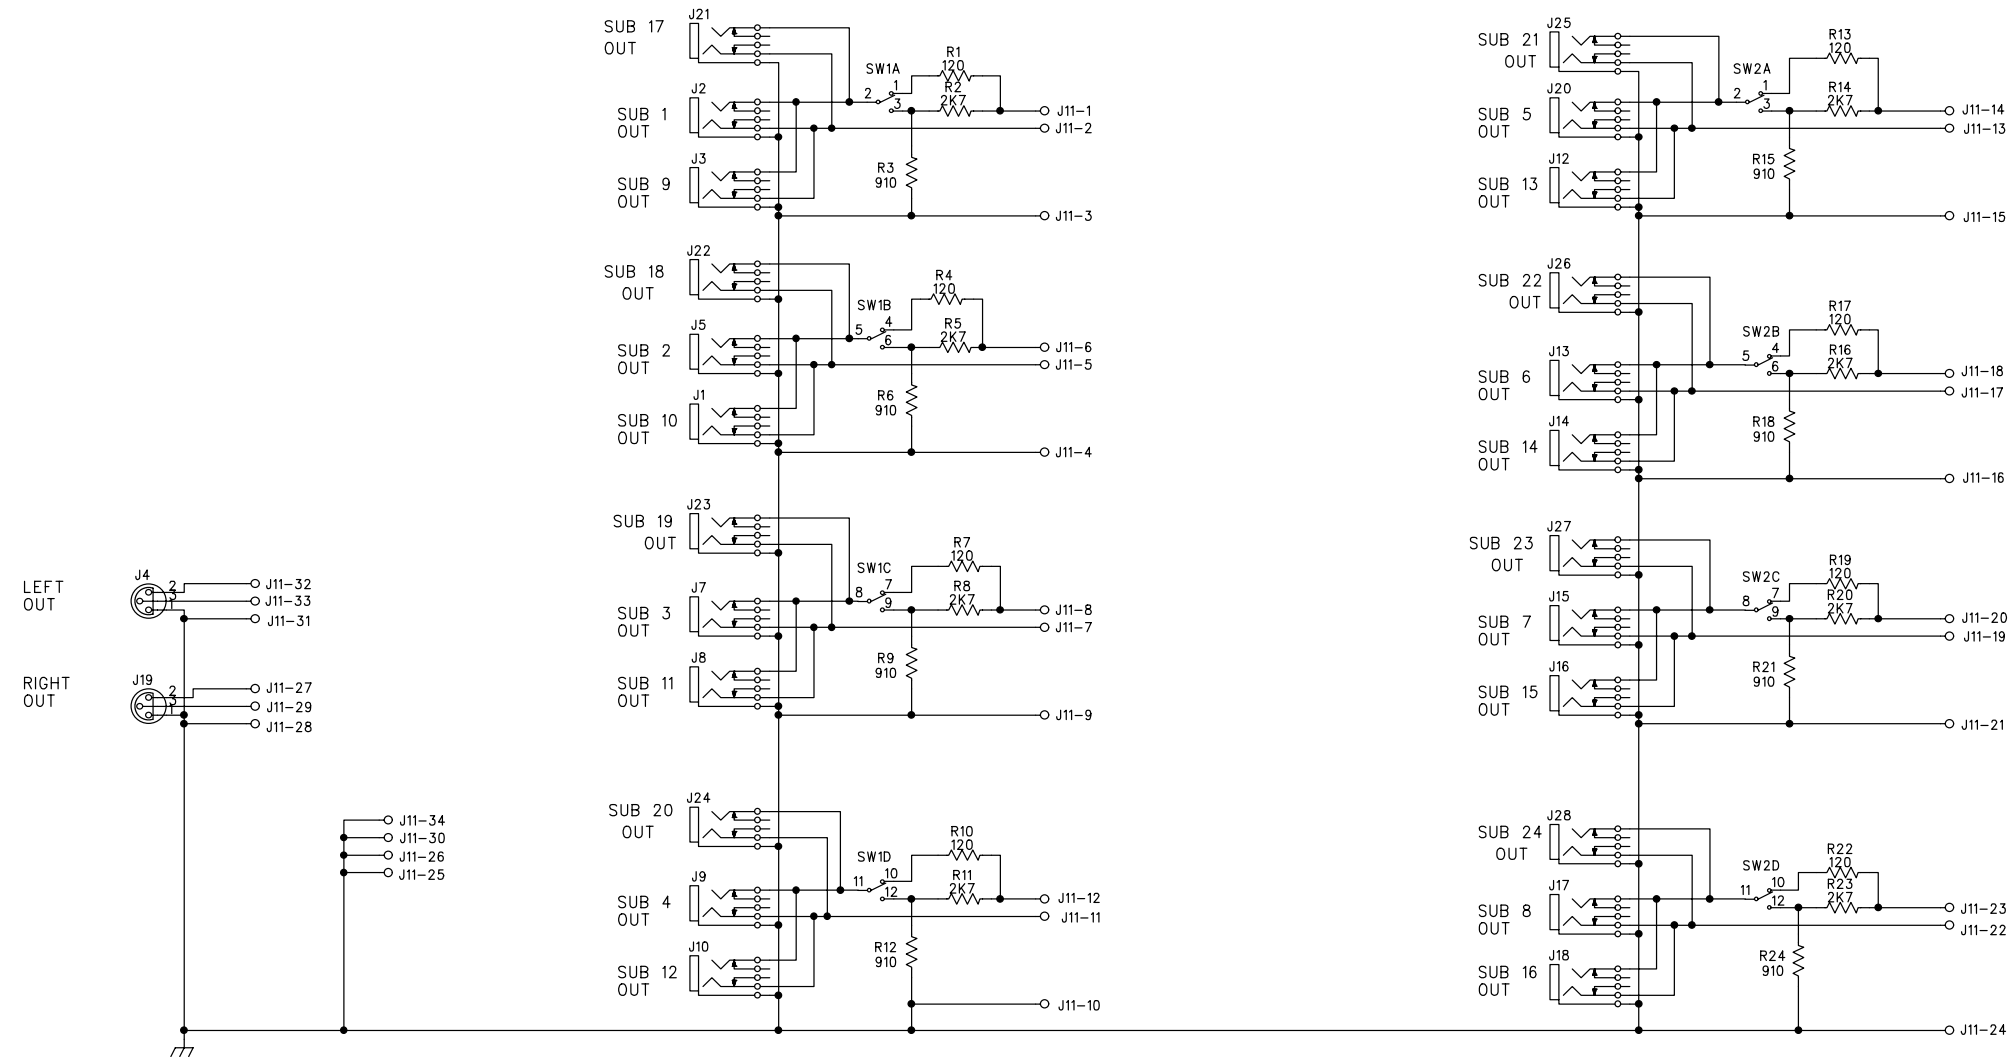 LEFT
OUT
J4
2
3
1
J11-32
J11-33
J11-31
RIGHT
OUT
J19
2
3
1
J11-27
J11-29
J11-28
J11-34
J11-30
J11-26
J11-25
SUB 17
OUT
J21
SUB 1
OUT
J2
SUB 9
OUT
J3
SW1A
2
1
3
R1
120
R2
2K7
R3
910
J11-1
J11-2
J11-3
SUB 18
OUT
J22
SUB 2
OUT
J5
SUB 10
OUT
J1
SW1B
5
4
6
R4
120
R5
2K7
R6
910
J11-6
J11-5
J11-4
SUB 19
OUT
J23
SUB 3
OUT
J7
SUB 11
OUT
J8
SW1C
8
7
9
R7
120
R8
2K7
R9
910
J11-8
J11-7
J11-9
SUB 20
OUT
J24
SUB 4
OUT
J9
SUB 12
OUT
J10
SW1D
11
10
12
R10
120
R11
2K7
R12
910
J11-12
J11-11
J11-10
SUB 21
OUT
J25
SUB 5
OUT
J20
SUB 13
OUT
J12
SW2A
2
1
3
R13
120
R14
2K7
R15
910
J11-14
J11-13
J11-15
SUB 22
OUT
J26
SUB 6
OUT
J13
SUB 14
OUT
J14
SW2B
5
4
6
R17
120
R16
2K7
R18
910
J11-18
J11-17
J11-16
SUB 23
OUT
J27
SUB 7
OUT
J15
SUB 15
OUT
J16
SW2C
8
7
9
R19
120
R20
2K7
R21
910
J11-20
J11-19
J11-21
SUB 24
OUT
J28
SUB 8
OUT
J17
SUB 16
OUT
J18
SW2D
11
10
12
R22
120
R23
2K7
R24
910
J11-23
J11-22
J11-24